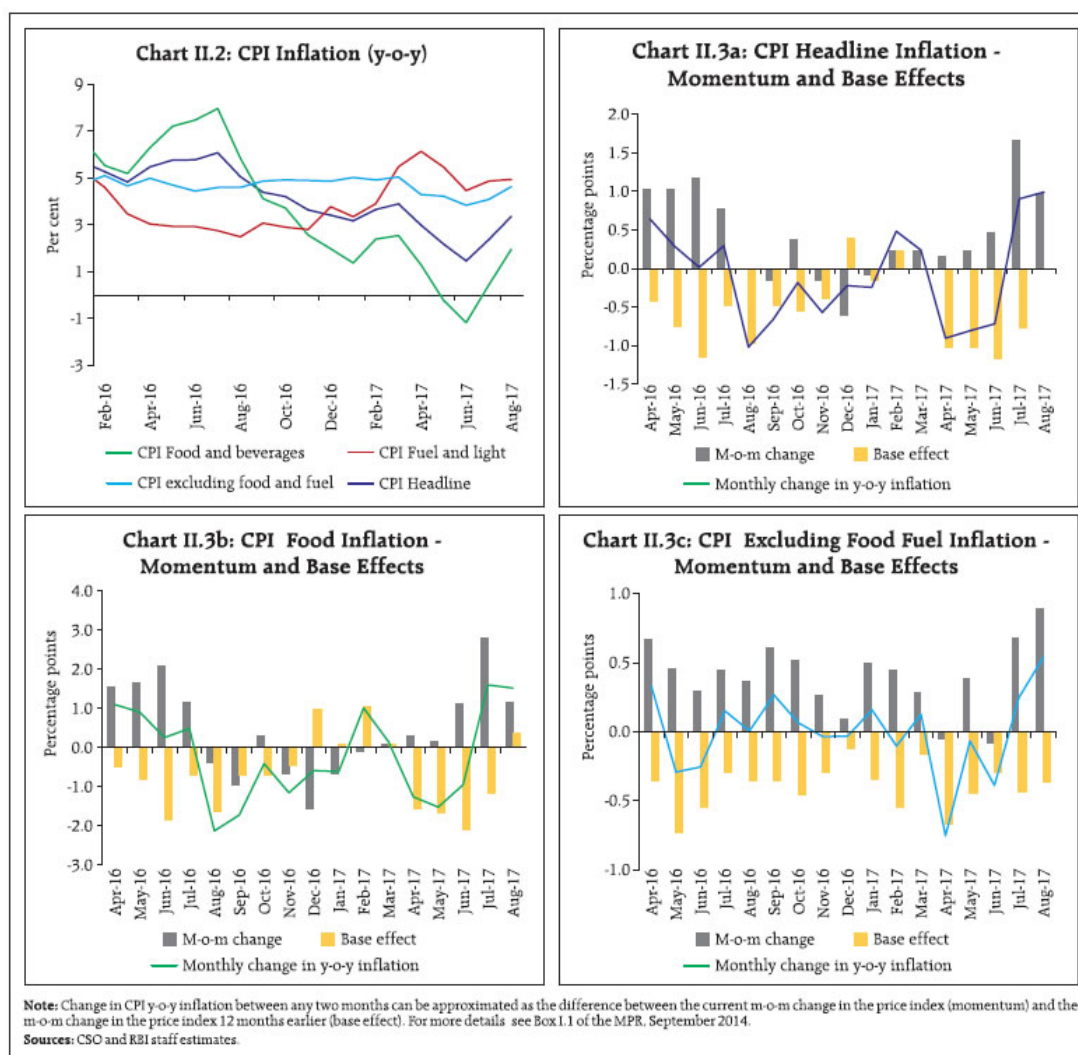 Chart II.2: CPI Inflation (y-o-y)
Per cent
9
7
5
3
1
-1
-3
Feb-16
Apr-16
Jun-16
Aug-16
Oct-16
Dec-16
Feb-17
Apr-17
Jun-17
Aug-17
CPI Food and beverages
CPI Fuel and light
CPI excluding food and fuel
CPI Headline
Chart II.3a: CPI Headline Inflation -
Momentum and Base Effects
Percentage points
2.0
1.5
1.0
0.5
0.0
-0.5
-1.0
-1.5
Apr-16
May-16
Jun-16
Jul-16
Aug-16
Sep-16
Oct-16
Nov-16
Dec-16
Jan-17
Feb-17
Mar-17
Apr-17
May-17
Jun-17
Jul-17
Aug-17
M-o-m change
Base effect
Monthly change in y-o-y inflation
Chart II.3b: CPI Food Inflation -
Momentum and Base Effects
Percentage points
4.0
3.0
2.0
1.0
0.0
-1.0
-2.0
-3.0
Apr-16
May-16
Jun-16
Jul-16
Aug-16
Sep-16
Oct-16
Nov-16
Dec-16
Jan-17
Feb-17
Mar-17
Apr-17
May-17
Jun-17
Jul-17
Aug-17
M-o-m change
Base effect
Monthly change in y-o-y inflation
Chart II.3c: CPI Excluding Food Fuel Inflation -
Momentum and Base Effects
Percentage points
1.0
0.5
0.0
-0.5
-1.0
Apr-16
May-16
Jun-16
Jul-16
Aug-16
Sep-16
Oct-16
Nov-16
Dec-16
Jan-17
Feb-17
Mar-17
Apr-17
May-17
Jun-17
Jul-17
Aug-17
M-o-m change
Base effect
Monthly change in y-o-y inflation
Note: Change in CPI y-o-y inflation between any two months can be approximated as the difference between the current m-o-m change in the price index (momentum) and the
m-o-m change in the price index 12 months earlier (base effect). For more details see Box I.1 of the MPR, September 2014.
Sources: CSO and RBI staff estimates.